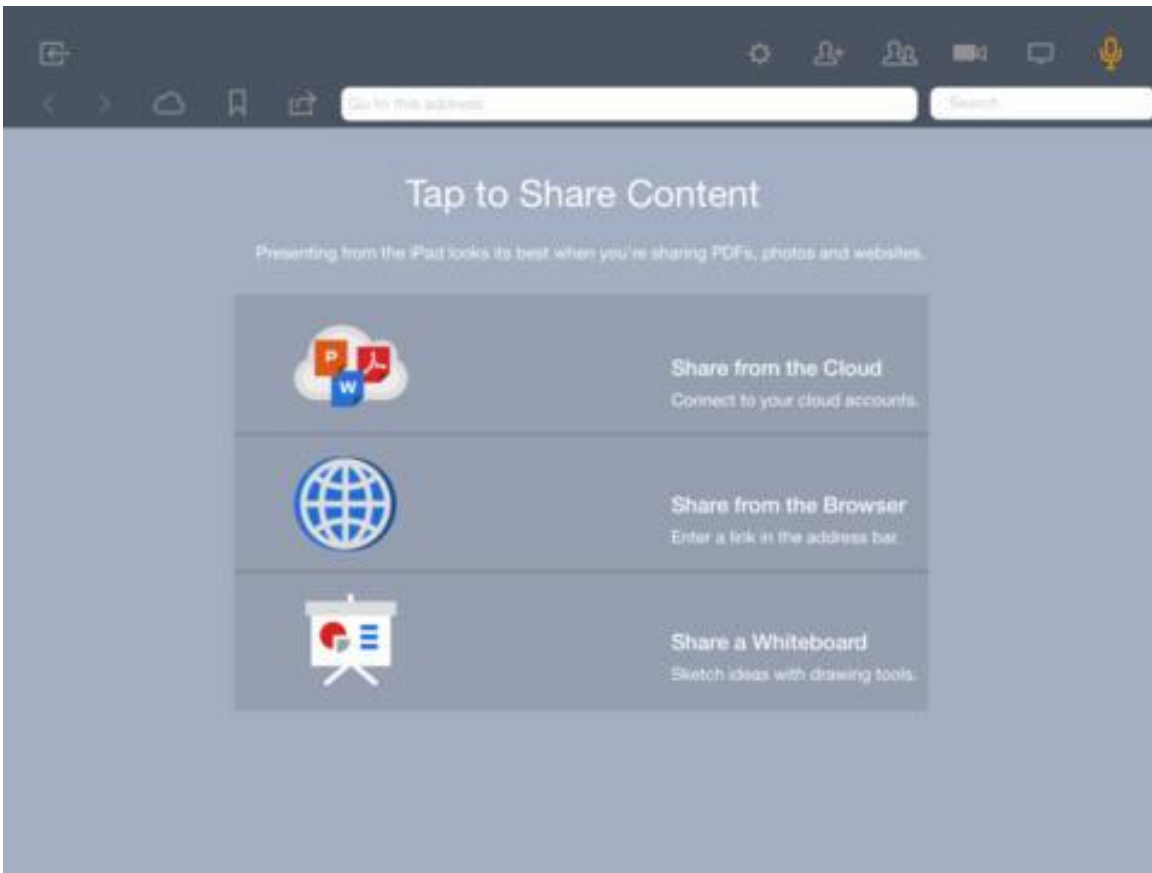 Go to this address
Search
Tap to Share Content
Presenting from the iPad looks its best when you're sharing PDFs, photos and websites.
P
W
Share from the Cloud
Connect to your cloud accounts.
Share from the Browser
Enter a link in the address bar.
Share a Whiteboard
Sketch ideas with drawing tools.